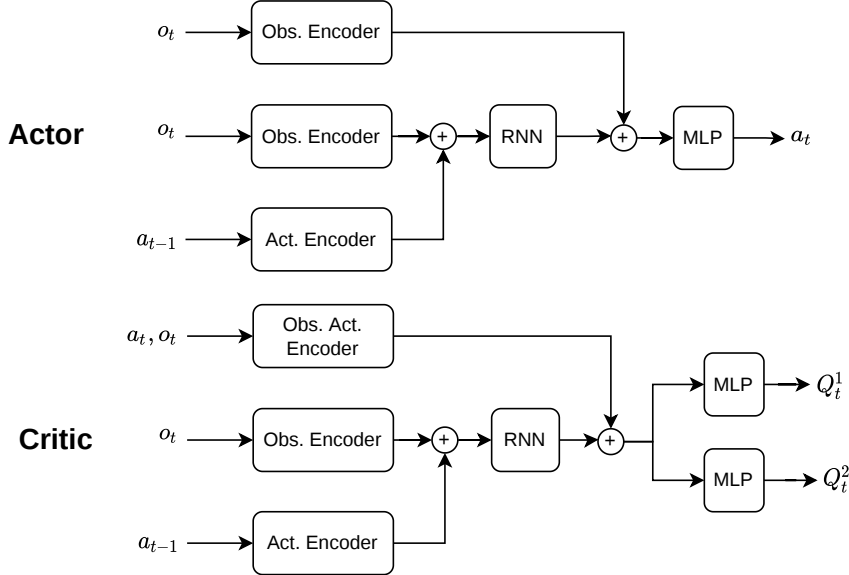 o_t
Obs. Encoder
Actor
o_t
Obs. Encoder
+
RNN
+
MLP
a_t
a_{t-1}
Act. Encoder
a_t, o_t
Obs. Act.
Encoder
MLP
Q_t^1
Critic
o_t
Obs. Encoder
+
RNN
+
MLP
Q_t^2
a_{t-1}
Act. Encoder